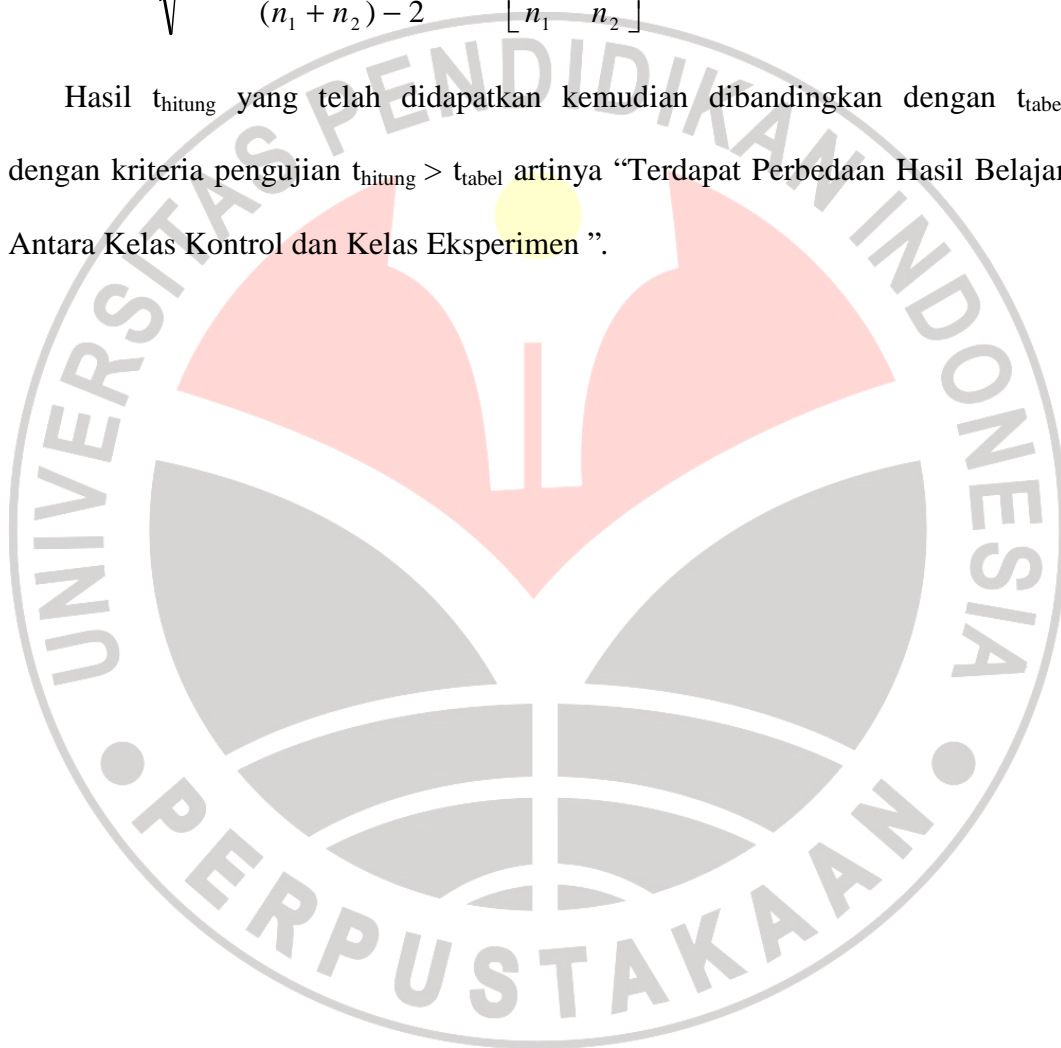 √ (n₁ + n₂) − 2 ⌊ n₁ n₂ ⌋
Hasil t_hitung yang telah didapatkan kemudian dibandingkan dengan t_tabe
dengan kriteria pengujian t_hitung > t_tabel artinya “Terdapat Perbedaan Hasil Belajar
Antara Kelas Kontrol dan Kelas Eksperimen ”.
UNIVERSITAS PENDIDIKAN INDONESIA
PERPUSTAKAAN